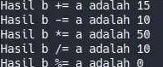 Hasil b += a adalah 15
Hasil b -= a adalah 10
Hasil b *= a adalah 50
Hasil b /= a adalah 10
Hasil b %= a adalah 0